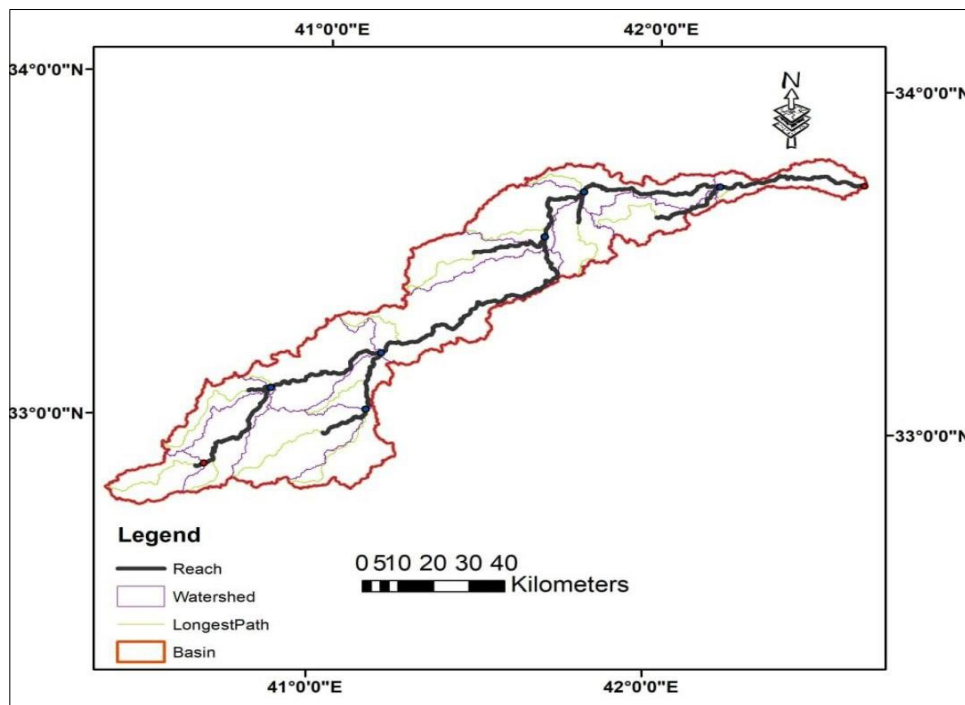 41°0'0"E 42°0'0"E
34°0'0"N
N
34°0'0"N
33°0'0"N
33°0'0"N
Legend
Reach
Watershed
LongestPath
Basin
0 510 20 30 40
Kilometers
41°0'0"E 42°0'0"E